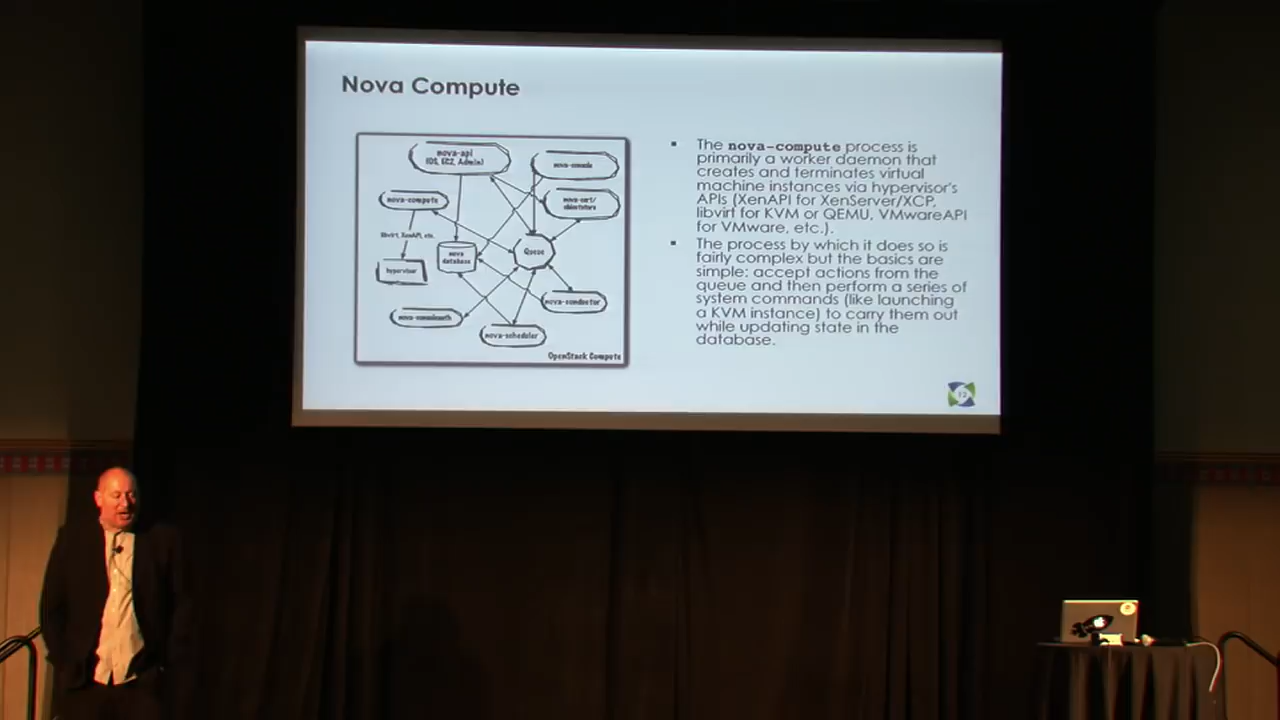 Nova Compute
nova-api
(OS, EC2, Admin)
nova-console
nova-cert/
nova-compute
libvirt, XenAPI, etc.
nova
database
Queue
hypervisor
nova-conductor
nova-consoleauth
nova-scheduler
OpenStack Compute
The nova-compute process is
primarily a worker daemon that
creates and terminates virtual
machine instances via hypervisor's
APIs (XenAPI for XenServer/XCP,
libvirt for KVM or QEMU, VMwareAPI
for VMware, etc.).
The process by which it does so is
fairly complex but the basics are
simple: accept actions from the
queue and then perform a series of
system commands (like launching
a KVM instance) to carry them out
while updating state in the
database.